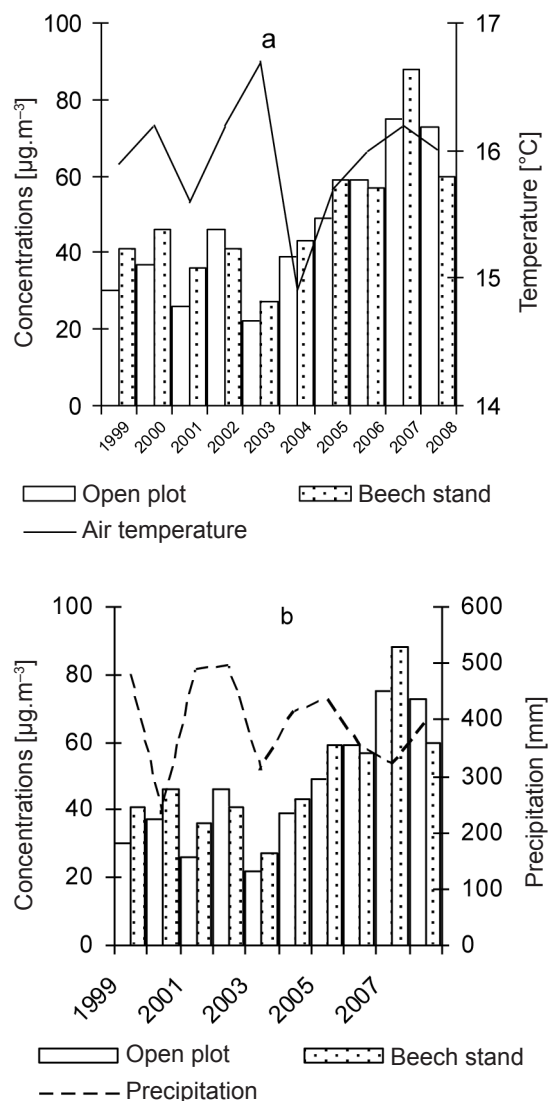 a
Concentrations [µg.m⁻³]
100
80
60
40
20
0
17
16
15
14
Temperature [°C]
1999 2000 2001 2002 2003 2004 2005 2006 2007 2008
Open plot Beech stand
Air temperature
b
Concentrations [µg.m⁻³]
100
80
60
40
20
0
600
500
400
300
200
100
0
Precipitation [mm]
1999 2001 2003 2005 2007
Open plot Beech stand
Precipitation